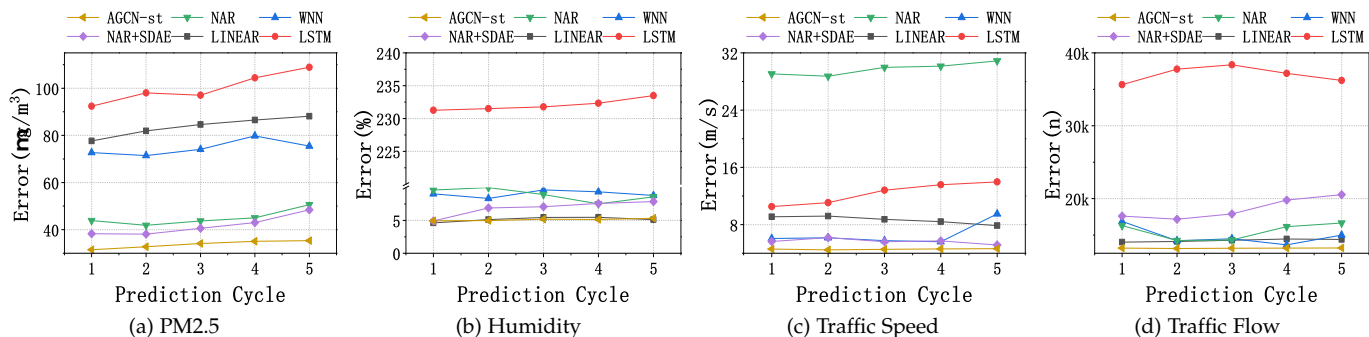 AGCN-st NAR WNN
NAR+SDAE LINEAR LSTM
100
80
60
40
1 2 3 4 5
Prediction Cycle
(a) PM2.5
AGCN-st NAR WNN
NAR+SDAE LINEAR LSTM
Error(%)
240
235
230
225
5
0
1 2 3 4 5
Prediction Cycle
(b) Humidity
AGCN-st NAR WNN
NAR+SDAE LINEAR LSTM
Error(m/s)
32
24
16
8
1 2 3 4 5
Prediction Cycle
(c) Traffic Speed
AGCN-st NAR WNN
NAR+SDAE LINEAR LSTM
Error(n)
40k
30k
20k
1 2 3 4 5
Prediction Cycle
(d) Traffic Flow